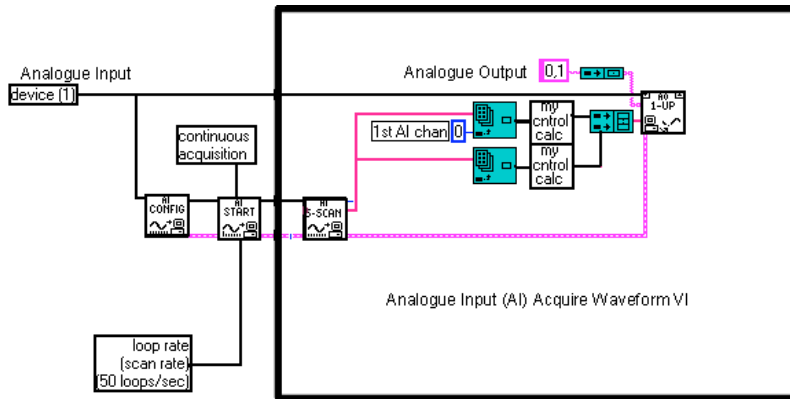 Analogue Input
device (1)
continuous
acquisition
AI
CONFIG
AI
START
AI
S-SCAN
loop rate
(scan rate)
(50 loops/sec)
Analogue Output
0,1
1st AI chan
0
my
cntrol
calc
my
cntrol
calc
AO
1-UP
Analogue Input (AI) Acquire Waveform VI